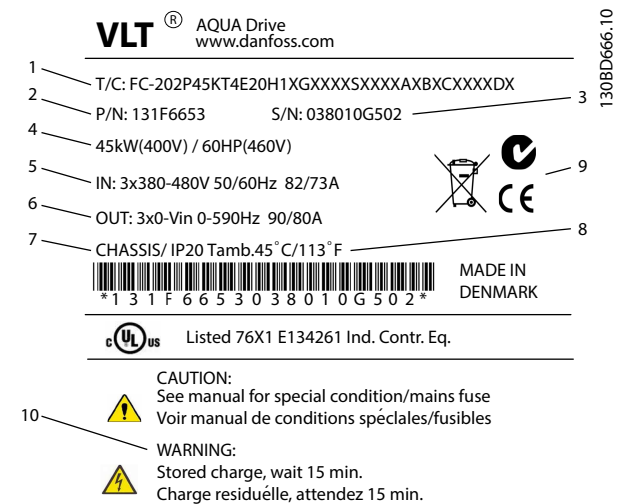 VLT ® AQUA Drive
www.danfoss.com
130BD666.10
1
T/C: FC-202P45KT4E20H1XGXXXXSXXXXAXBXCXXXXDX
2
P/N: 131F6653 S/N: 038010G502
3
4
45kW(400V) / 60HP(460V)
5
IN: 3x380-480V 50/60Hz 82/73A
9
6
OUT: 3x0-Vin 0-590Hz 90/80A
7
CHASSIS/ IP20 Tamb.45°C/113°F
8
CE
*131F6653038010G502*
MADE IN
DENMARK
c UL us Listed 76X1 E134261 Ind. Contr. Eq.
CAUTION:
See manual for special condition/mains fuse
Voir manual de conditions spéclales/fusibles
10
WARNING:
Stored charge, wait 15 min.
Charge residuélle, attendez 15 min.